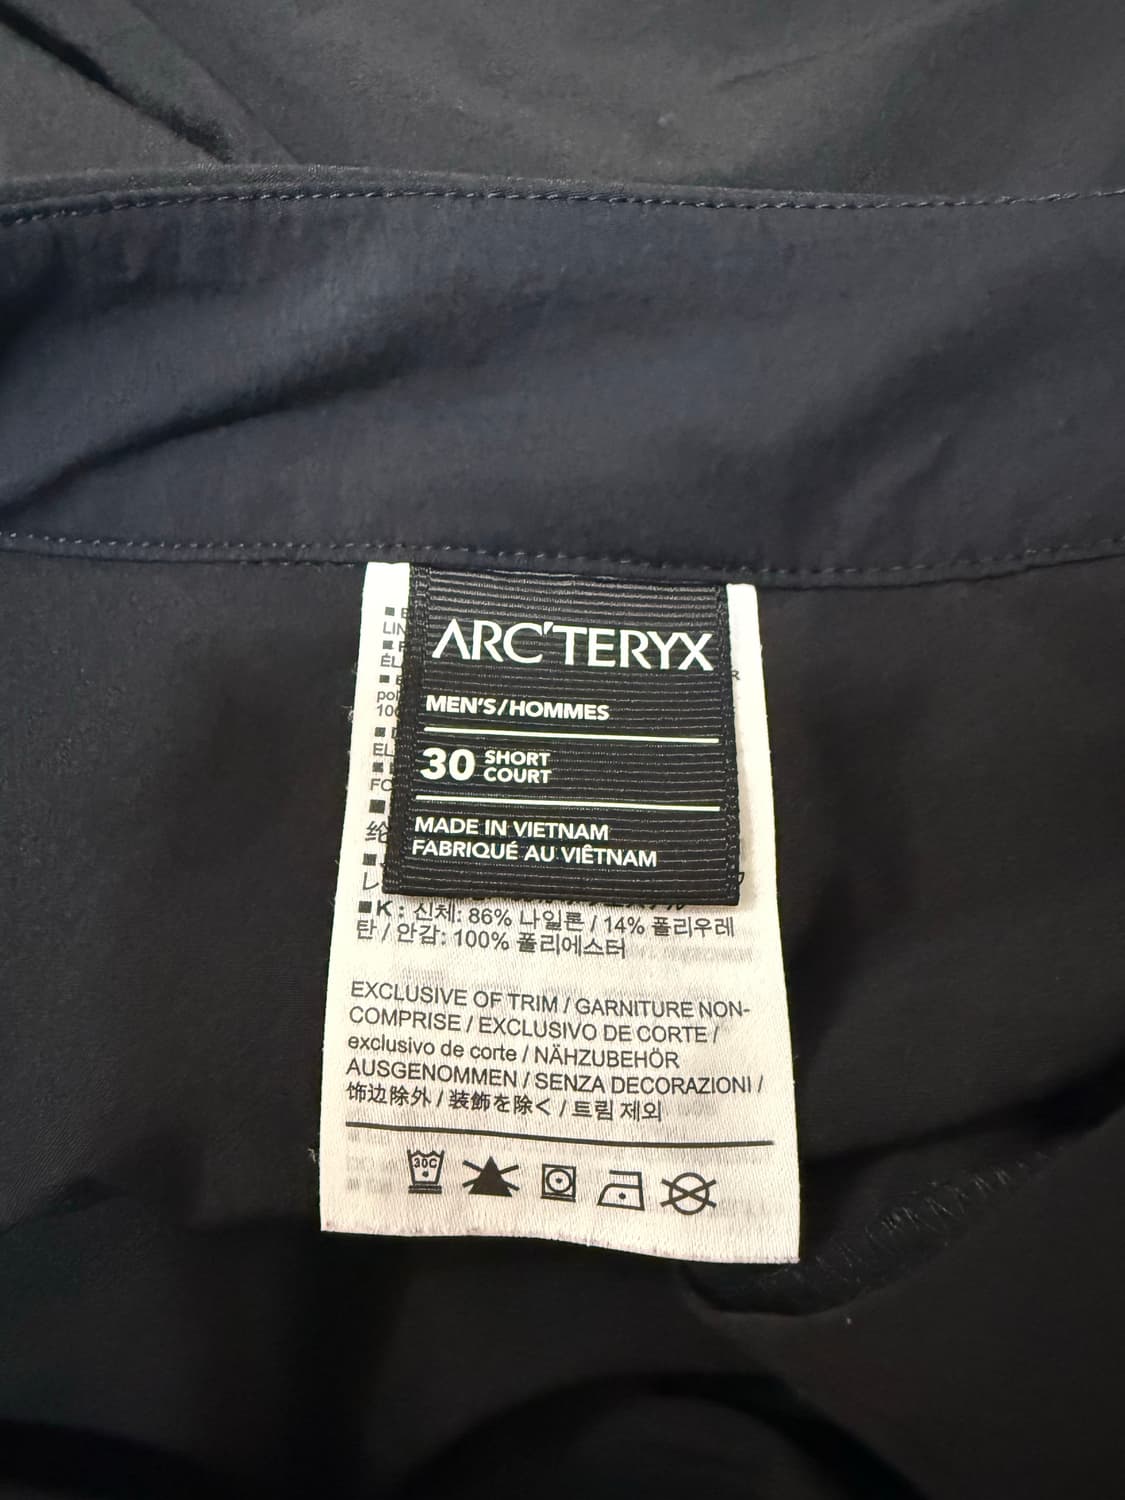 ARC'TERYX
MEN'S/HOMMES
30 SHORT
COURT
MADE IN VIETNAM
FABRIQUÉ AU VIÊTNAM
■K : 신체: 86% 나일론 / 14% 폴리우레
탄 / 안감: 100% 폴리에스터
EXCLUSIVE OF TRIM / GARNITURE NON-
COMPRISE / EXCLUSIVO DE CORTE /
exclusivo de corte / NÄHZUBEHÖR
AUSGENOMMEN / SENZA DECORAZIONI /
饰边除外 / 装飾を除く / 트림 제외
30C